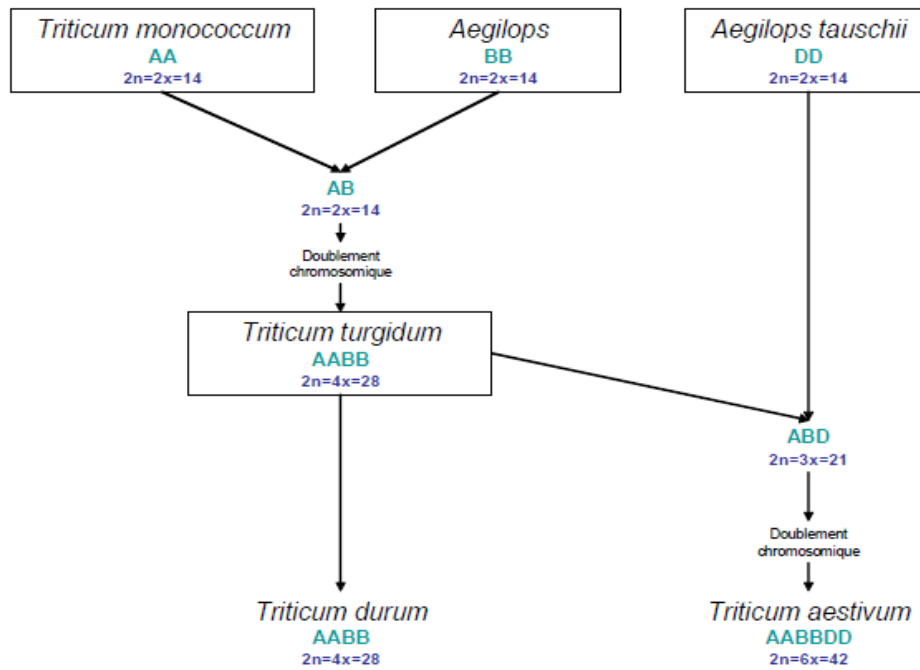 Triticum monococcum
AA
2n=2x=14
Aegilops
BB
2n=2x=14
Aegilops tauschii
DD
2n=2x=14
AB
2n=2x=14
Doublement
chromosomique
Triticum turgidum
AABB
2n=4x=28
ABD
2n=3x=21
Doublement
chromosomique
Triticum durum
AABB
2n=4x=28
Triticum aestivum
AABBDD
2n=6x=42